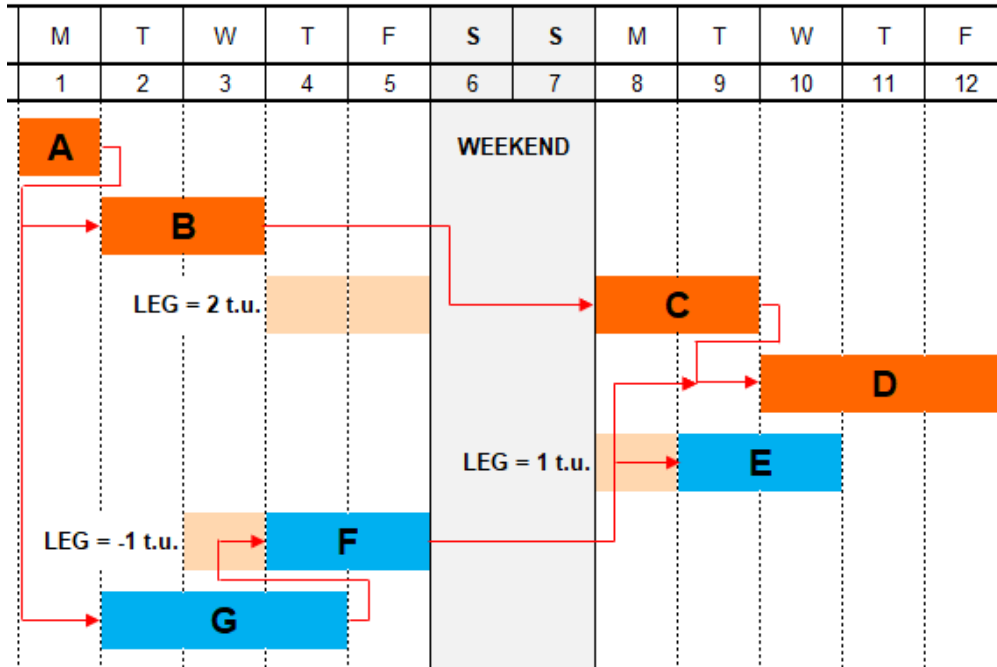 M T W T F S S M T W T F
1 2 3 4 5 6 7 8 9 10 11 12
A WEEKEND
B
LEG = 2 t.u. C
D
LEG = 1 t.u. E
LEG = -1 t.u. F
G